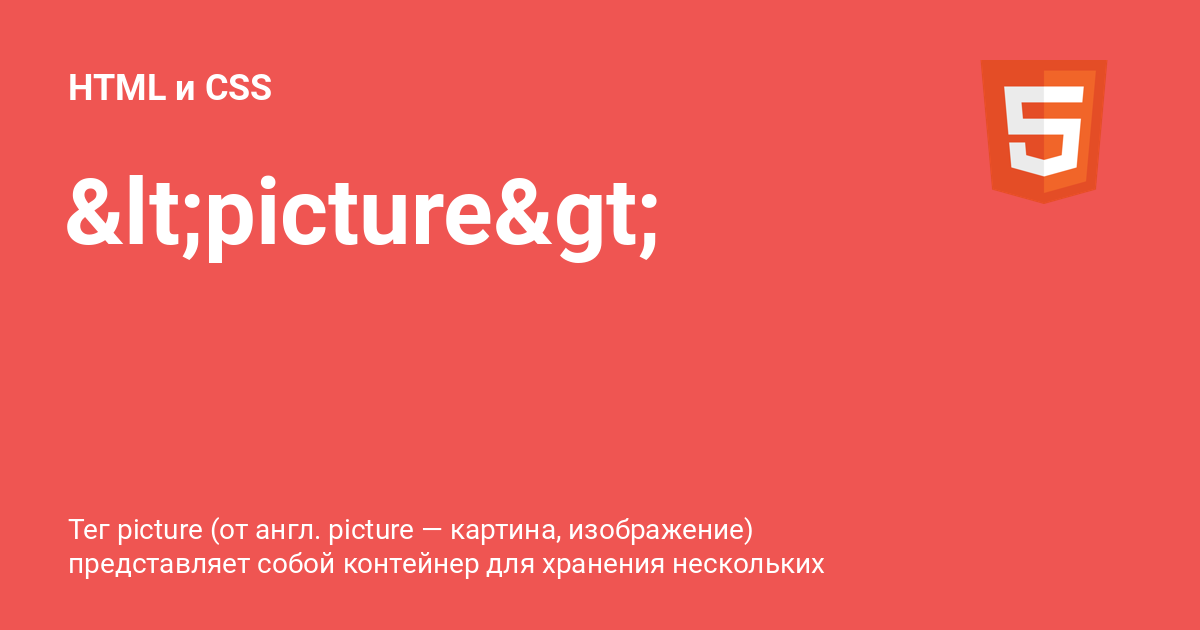 HTML и CSS
&lt;picture&gt;
Тег picture (от англ. picture — картина, изображение)
представляет собой контейнер для хранения нескольких